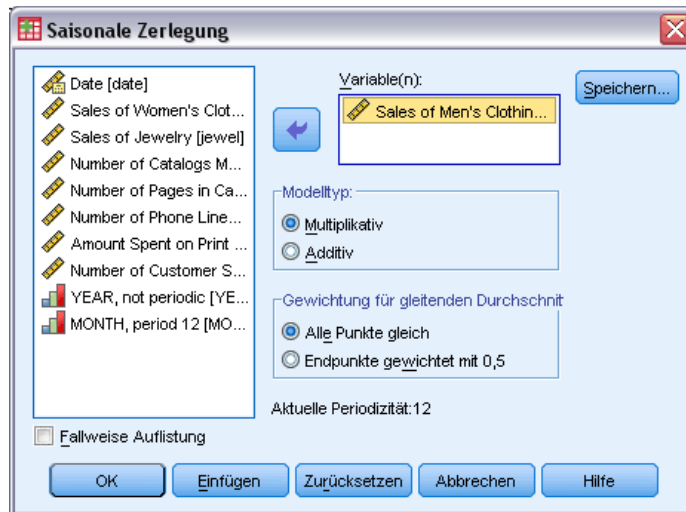 Saisonale Zerlegung
Date [date]
Sales of Women's Clot...
Sales of Jewelry [jewel]
Number of Catalogs M...
Number of Pages in Ca...
Number of Phone Line...
Amount Spent on Print ...
Number of Customer S...
YEAR, not periodic [YE...
MONTH, period 12 [MO...
Fallweise Auflistung
Variable(n):
Sales of Men's Clothin...
Speichern...
Modelltyp:
Multiplikativ
Additiv
Gewichtung für gleitenden Durchschnit
Alle Punkte gleich
Endpunkte gewichtet mit 0,5
Aktuelle Periodizität:12
OK
Einfügen
Zurücksetzen
Abbrechen
Hilfe